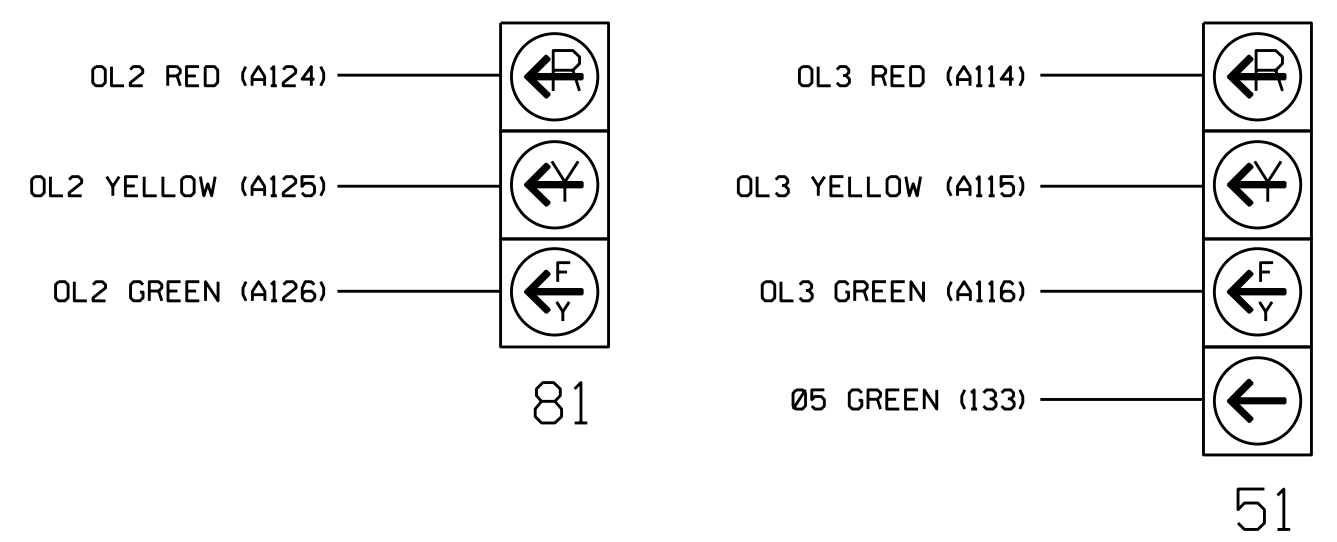 OL2 RED (A124)
R
OL2 YELLOW (A125)
Y
OL2 GREEN (A126)
F
Y
81
OL3 RED (A114)
R
OL3 YELLOW (A115)
Y
OL3 GREEN (A116)
F
Y
Ø5 GREEN (133)
51